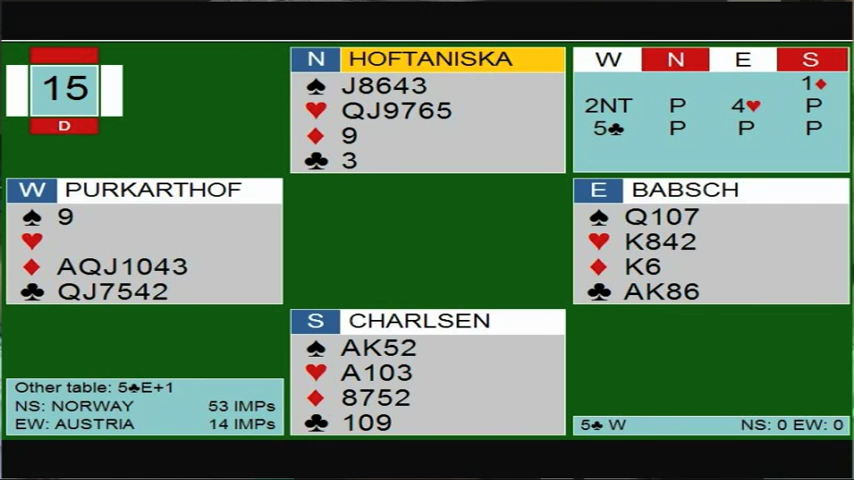 15
D
N HOFTANISKA
♠ J8643
♥ QJ9765
♦ 9
♣ 3
W N E S
1♦
2NT P 4♥ P
5♣ P P P
W PURKARTHOF
♠ 9
♥
♦ AQJ1043
♣ QJ7542
E BABSCH
♠ Q107
♥ K842
♦ K6
♣ AK86
S CHARLSEN
♠ AK52
♥ A103
♦ 8752
♣ 109
Other table: 5♣E+1
NS: NORWAY 53 IMPs
EW: AUSTRIA 14 IMPs
5♣ W NS: 0 EW: 0